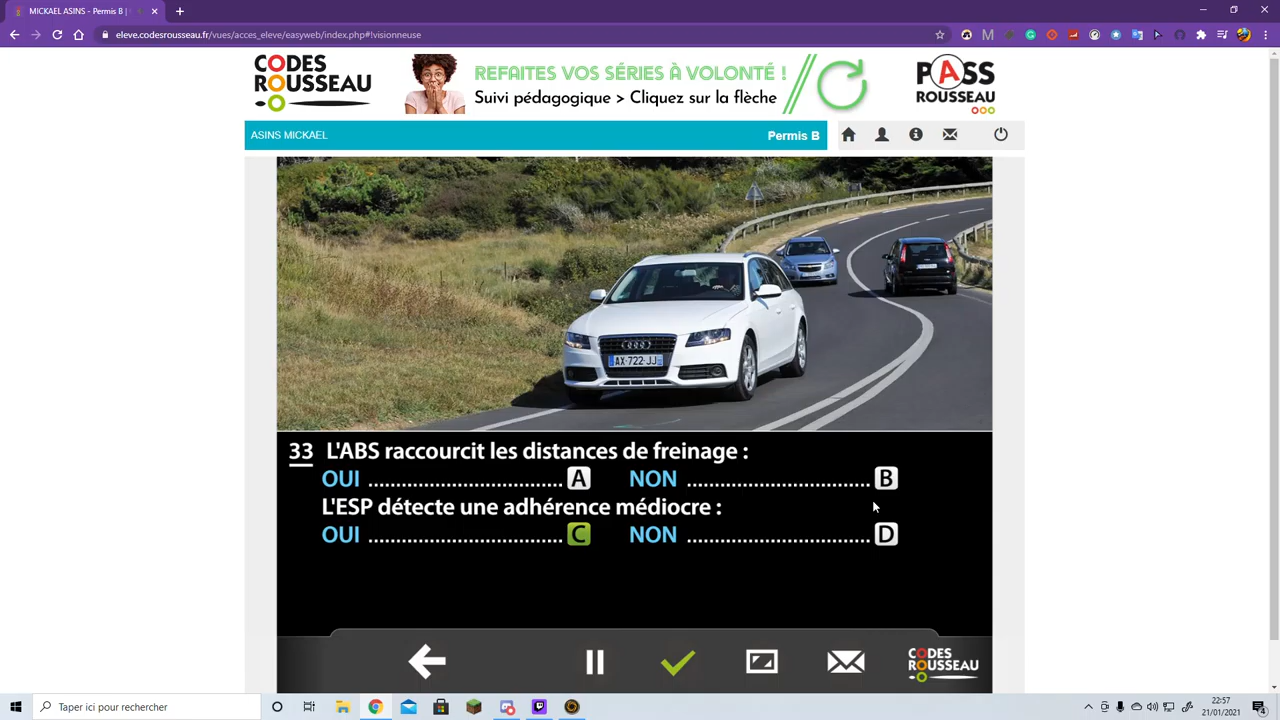 MICKAEL ASINS - Permis B |
eleve.codesrousseau.fr/vues/acces_eleve/easyweb/index.php#!visionneuse
CODES
ROUSSEAU
REFAITES VOS SÉRIES À VOLONTÉ !
Suivi pédagogique > Cliquez sur la flèche
PASS
ROUSSEAU
ASINS MICKAEL
Permis B
AX-722-JJ
33 L'ABS raccourcit les distances de freinage :
OUI .................................. A NON ................................ B
L'ESP détecte une adhérence médiocre :
OUI .................................. C NON ................................ D
CODES
ROUSSEAU
Taper ici pour rechercher
22:57
21/01/2021
4